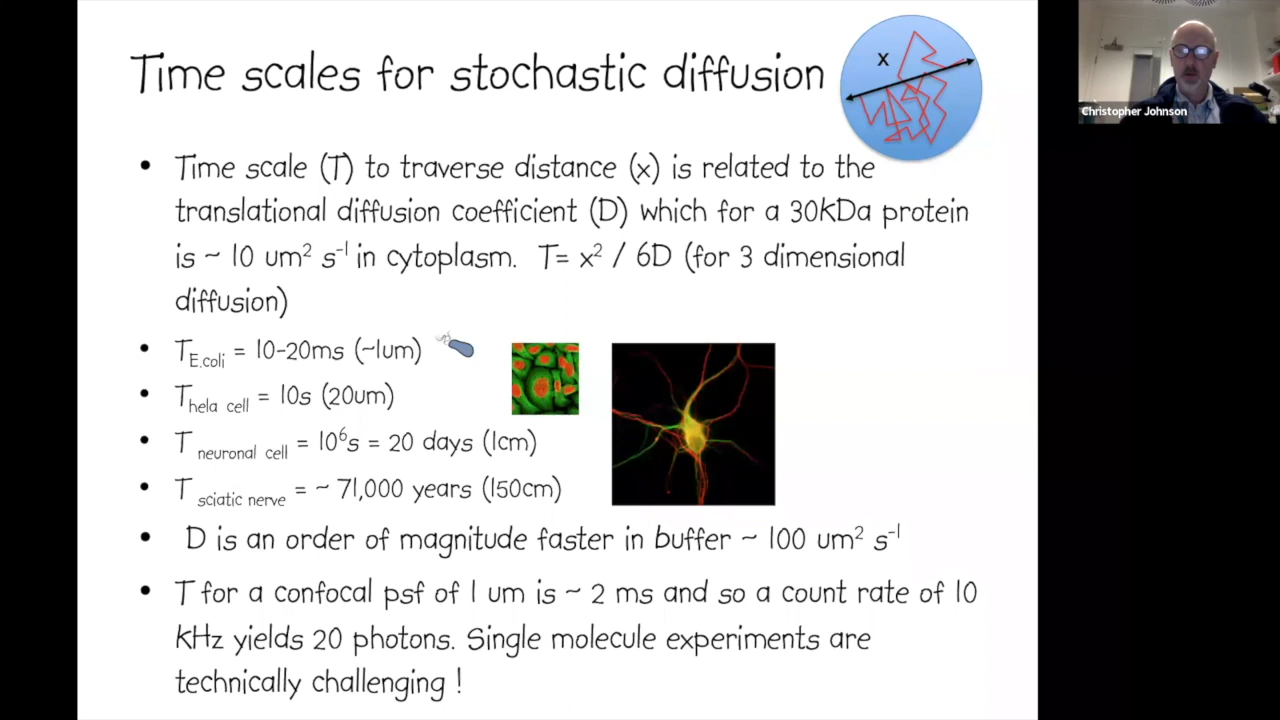 Time scales for stochastic diffusion
x
Christopher Johnson
• Time scale (T) to traverse distance (x) is related to the
translational diffusion coefficient (D) which for a 30kDa protein
is ~ 10 um² s⁻¹ in cytoplasm. T= x² / 6D (for 3 dimensional
diffusion)
• T E.coli = 10-20ms (~1um)
• T hela cell = 10s (20um)
• T neuronal cell = 10⁶s = 20 days (1cm)
• T sciatic nerve = ~ 71,000 years (150cm)
• D is an order of magnitude faster in buffer ~ 100 um² s⁻¹
• T for a confocal psf of 1 um is ~ 2 ms and so a count rate of 10
kHz yields 20 photons. Single molecule experiments are
technically challenging !